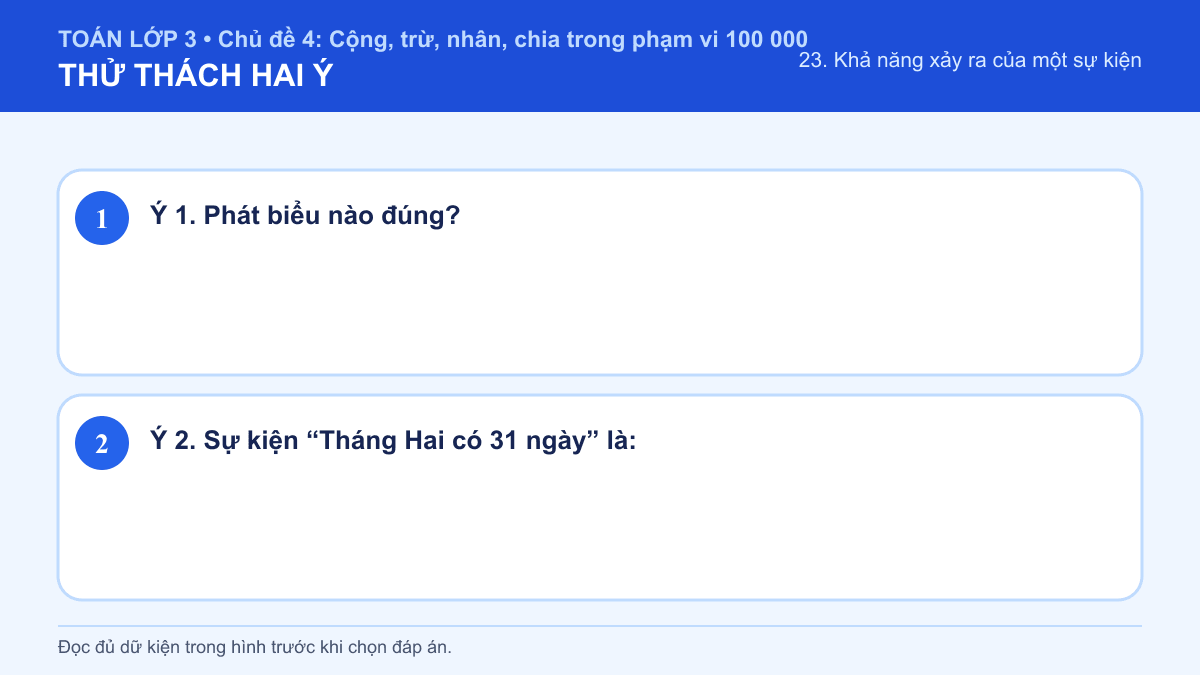 TOÁN LỚP 3 • Chủ đề 4: Cộng, trừ, nhân, chia trong phạm vi 100 000
THỬ THÁCH HAI Ý
23. Khả năng xảy ra của một sự kiện
1
Ý 1. Phát biểu nào đúng?
2
Ý 2. Sự kiện “Tháng Hai có 31 ngày” là:
Đọc đủ dữ kiện trong hình trước khi chọn đáp án.